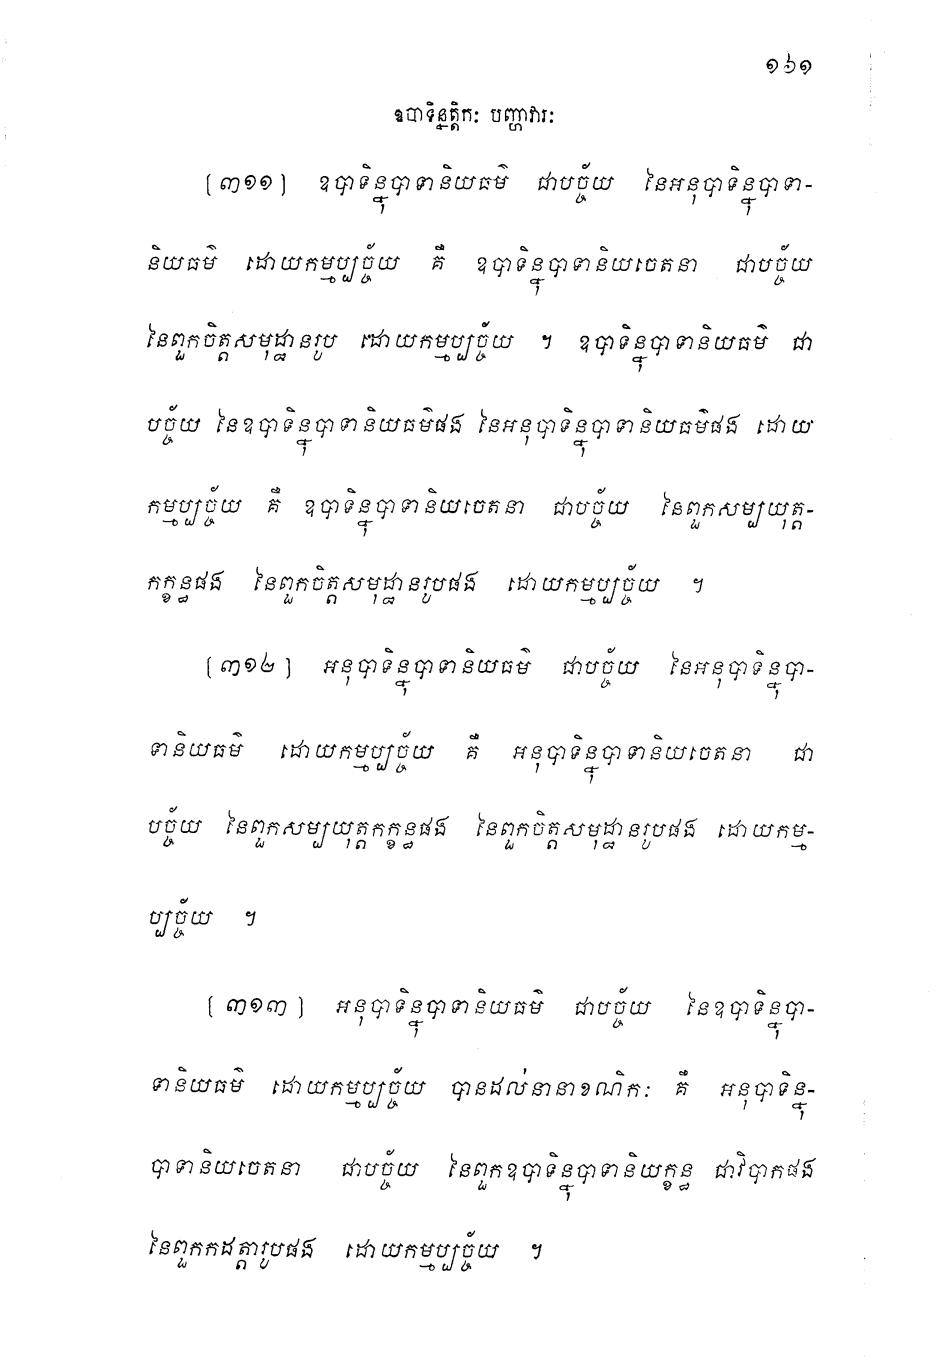 ១៦១
ឧបាទិន្នត្តិកៈ បញ្ហាវារៈ
(៣១១) ឧបាទិន្នុបាទានិយធម៌ ជាបច្ច័យ នៃអនុបាទិន្នុបាទា-
និយធម៌ ដោយកម្មប្បច្ច័យ គឺ ឧបាទិន្នុបាទានិយចេតនា ជាបច្ច័យ
នៃពួកចិត្តសមុដ្ឋានរូប ដោយកម្មប្បច្ច័យ ។ ឧបាទិន្នុបាទានិយធម៌ ជា
បច្ច័យ នៃឧបាទិន្នុបាទានិយធម៌ផង នៃអនុបាទិន្នុបាទានិយធម៌ផង ដោយ
កម្មប្បច្ច័យ គឺ ឧបាទិន្នុបាទានិយចេតនា ជាបច្ច័យ នៃពួកសម្បយុត្ត-
កក្ខន្ធផង នៃពួកចិត្តសមុដ្ឋានរូបផង ដោយកម្មប្បច្ច័យ ។
(៣១២) អនុបាទិន្នុបាទានិយធម៌ ជាបច្ច័យ នៃអនុបាទិន្នុបា-
ទានិយធម៌ ដោយកម្មប្បច្ច័យ គឺ អនុបាទិន្នុបាទានិយចេតនា ជា
បច្ច័យ នៃពួកសម្បយុត្តកក្ខន្ធផង នៃពួកចិត្តសមុដ្ឋានរូបផង ដោយកម្ម-
ប្បច្ច័យ ។
(៣១៣) អនុបាទិន្នុបាទានិយធម៌ ជាបច្ច័យ នៃឧបាទិន្នុបា-
ទានិយធម៌ ដោយកម្មប្បច្ច័យ បានដល់នានាខណិកៈ គឺ អនុបាទិន្នុ-
បាទានិយចេតនា ជាបច្ច័យ នៃពួកឧបាទិន្នុបាទានិយក្ខន្ធ ជាវិបាកផង
នៃពួកកដត្តារូបផង ដោយកម្មប្បច្ច័យ ។